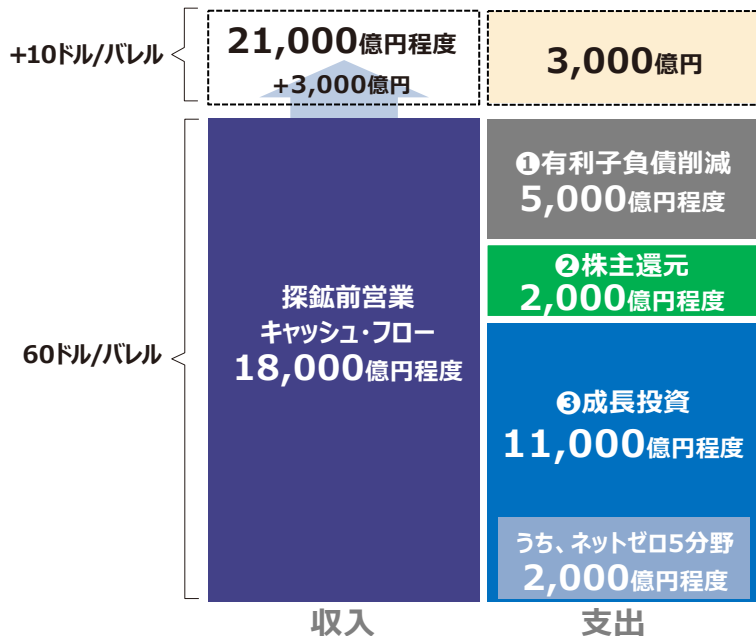 +10ドル/バレル
21,000億円程度
+3,000億円
3,000億円
60ドル/バレル
探鉱前営業
キャッシュ・フロー
18,000億円程度
❶有利子負債削減
5,000億円程度
❷株主還元
2,000億円程度
❸成長投資
11,000億円程度
うち、ネットゼロ5分野
2,000億円程度
収入
支出